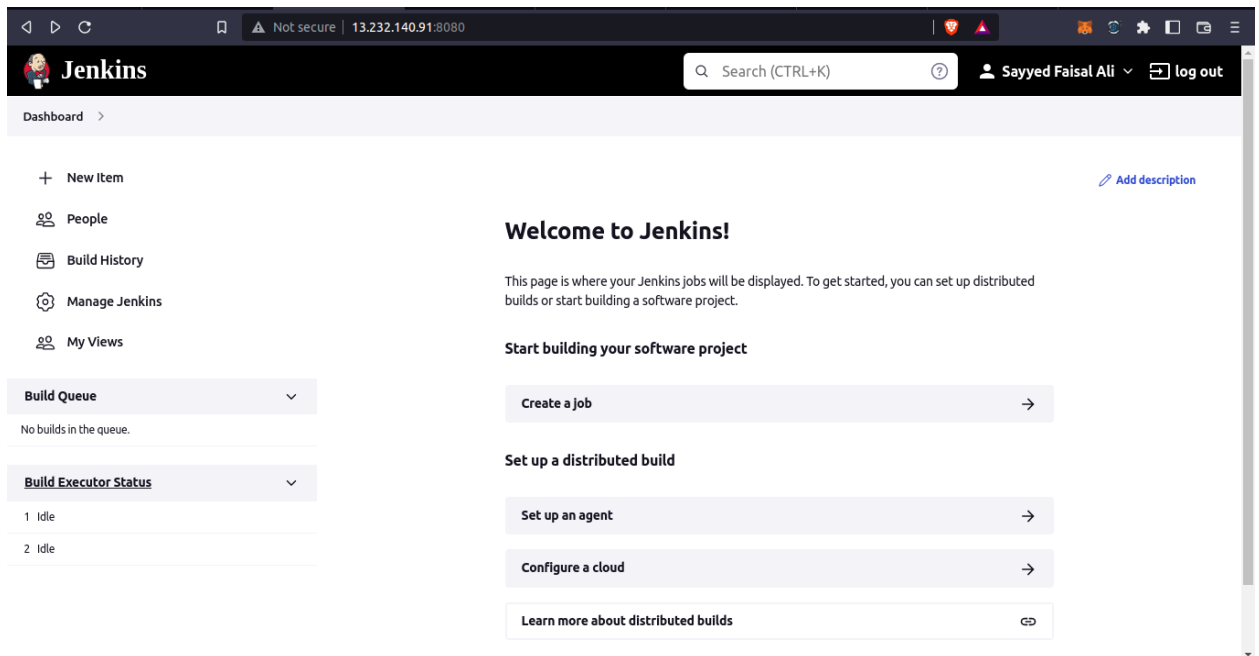 Not secure | 13.232.140.91:8080
Jenkins
Search (CTRL+K)
Sayyed Faisal Ali
log out
Dashboard
New Item
People
Build History
Manage Jenkins
My Views
Build Queue
No builds in the queue.
Build Executor Status
1 Idle
2 Idle
Add description
Welcome to Jenkins!
This page is where your Jenkins jobs will be displayed. To get started, you can set up distributed
builds or start building a software project.
Start building your software project
Create a job
Set up a distributed build
Set up an agent
Configure a cloud
Learn more about distributed builds